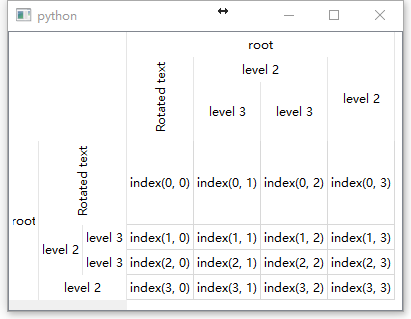 python
root
level 2
Rotated text
level 2
level 3 level 3
Rotated text
index(0, 0) index(0, 1) index(0, 2) index(0, 3)
root
level 3 index(1, 0) index(1, 1) index(1, 2) index(1, 3)
level 2
level 3 index(2, 0) index(2, 1) index(2, 2) index(2, 3)
level 2 index(3, 0) index(3, 1) index(3, 2) index(3, 3)